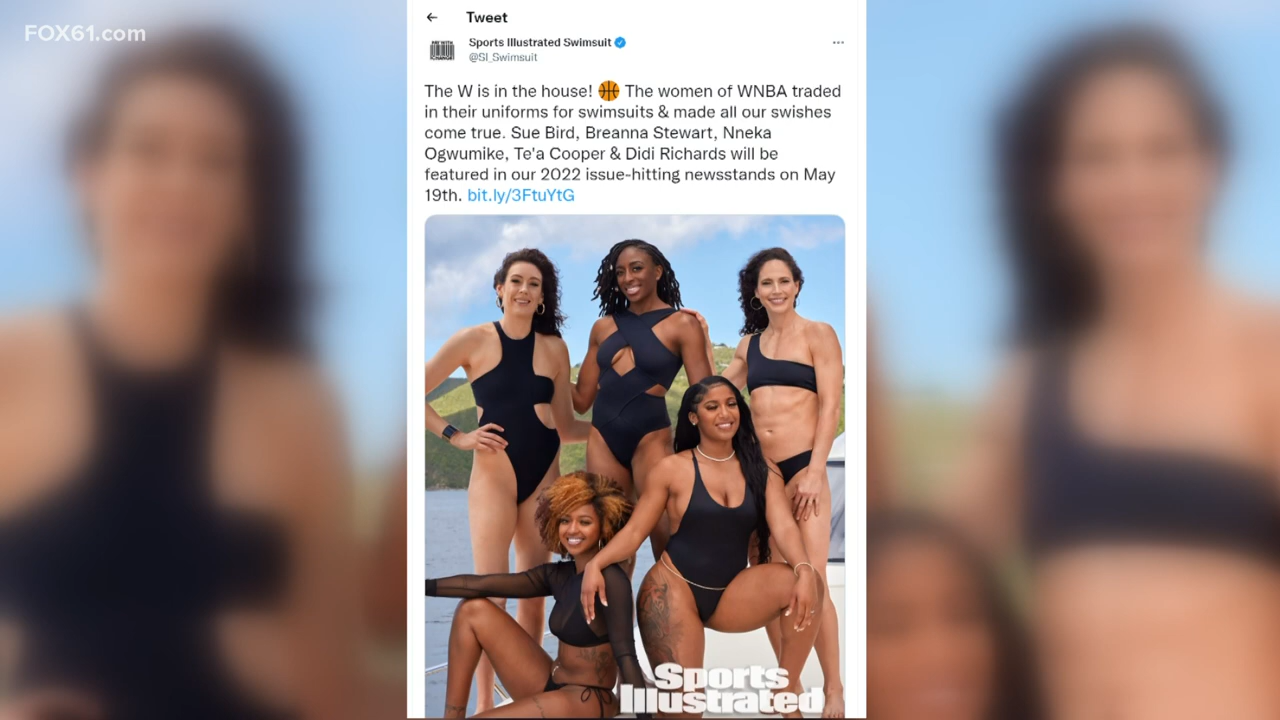 FOX61.com
Tweet
Sports Illustrated Swimsuit
@SI_Swimsuit
The W is in the house! 🏀 The women of WNBA traded
in their uniforms for swimsuits & made all our swishes
come true. Sue Bird, Breanna Stewart, Nneka
Ogwumike, Te'a Cooper & Didi Richards will be
featured in our 2022 issue-hitting newsstands on May
19th. bit.ly/3FtuYtG
Sports
Illustrated